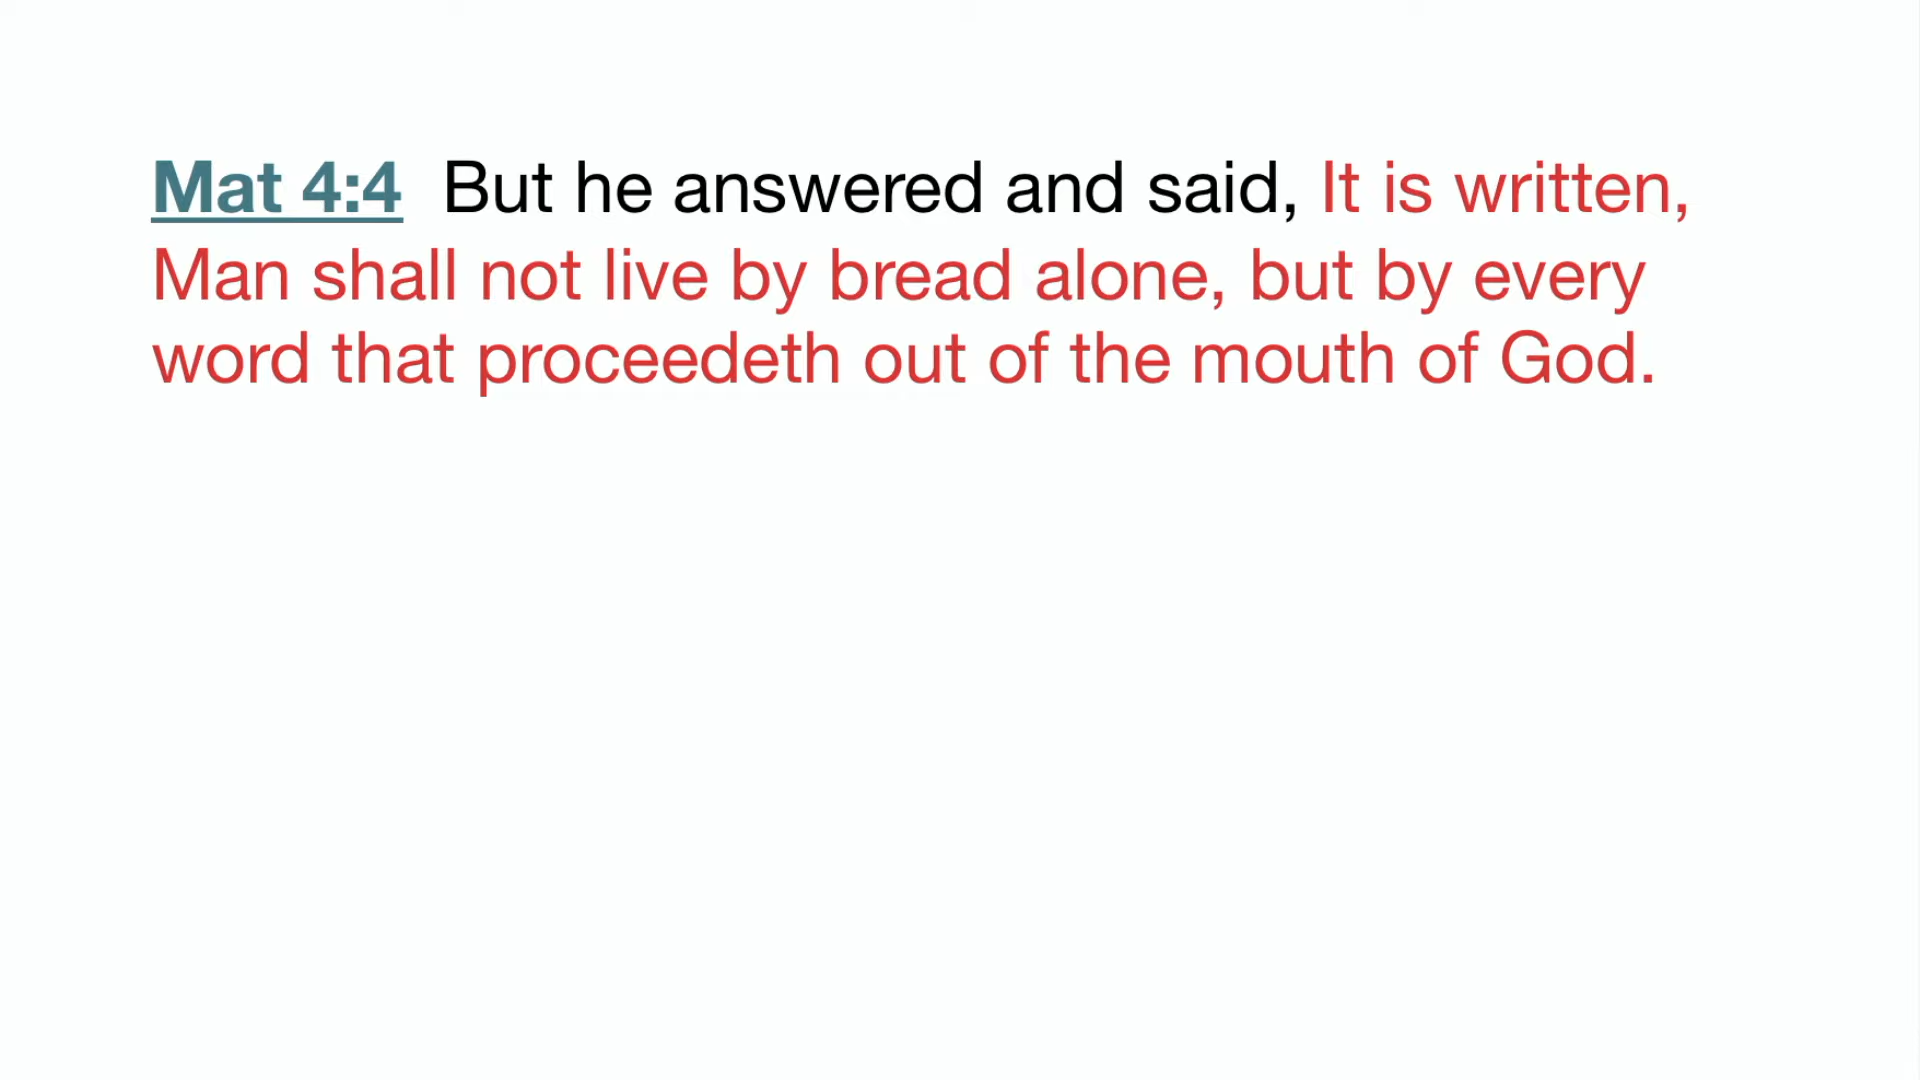 Mat 4:4 But he answered and said, It is written,
Man shall not live by bread alone, but by every
word that proceedeth out of the mouth of God.